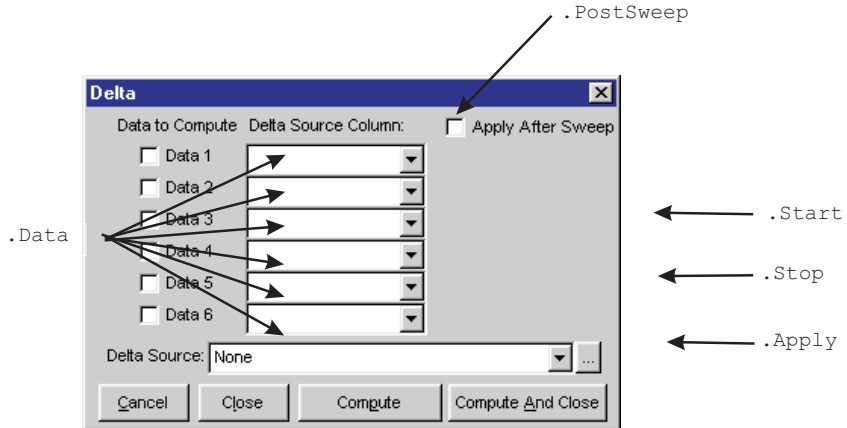 .PostSweep
Delta
Data to Compute Delta Source Column: Apply After Sweep
Data 1
Data 2
Data 3
.Start
.Data
Data 4
.Stop
Data 5
Data 6
.Apply
Delta Source: None ...
Cancel Close Compute Compute And Close